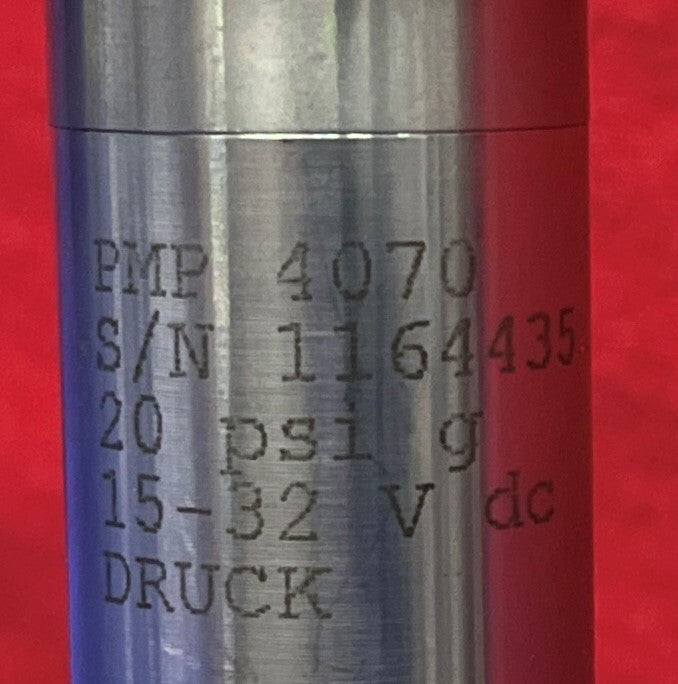 PMP 4070
S/N 1164435
20 psi g
15-32 V dc
DRUCK